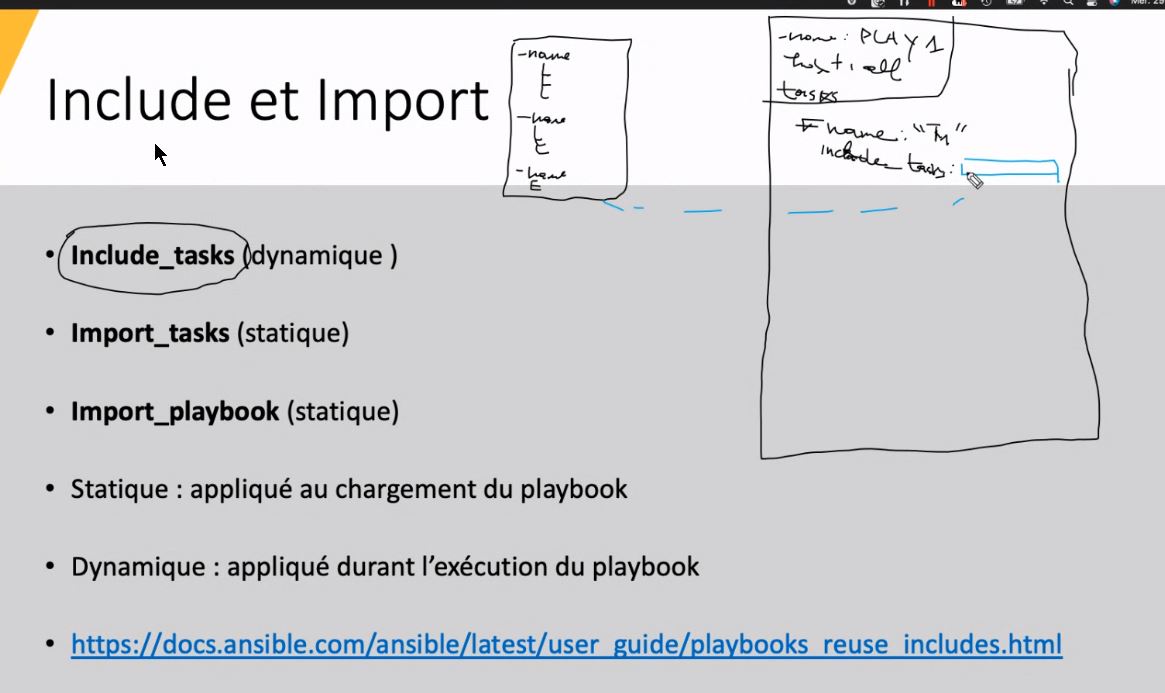 Mer. 29
Include et Import
-name
-name
-name
-name: PLAY 1
host: all
tasks
name: "T1"
include_tasks:
• Include_tasks (dynamique )
• Import_tasks (statique)
• Import_playbook (statique)
• Statique : appliqué au chargement du playbook
• Dynamique : appliqué durant l’exécution du playbook
• https://docs.ansible.com/ansible/latest/user_guide/playbooks_reuse_includes.html